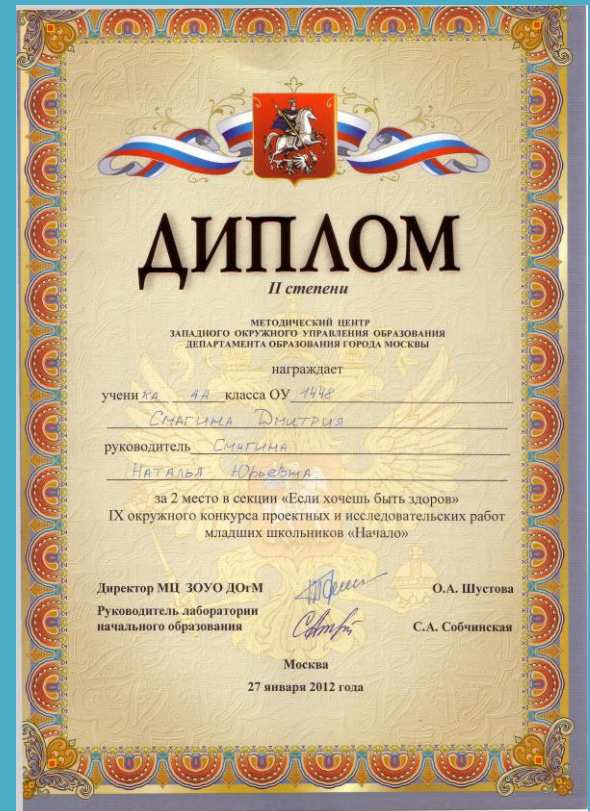 ДИПЛОМ
II степени
МЕТОДИЧЕСКИЙ ЦЕНТР
ЗАПАДНОГО ОКРУЖНОГО УПРАВЛЕНИЯ ОБРАЗОВАНИЯ
ДЕПАРТАМЕНТА ОБРАЗОВАНИЯ ГОРОДА МОСКВЫ
награждает
ученика 4А класса ОУ 1448
Смагина Дмитрия
руководитель Смагина
Наталья Юрьевна
за 2 место в секции «Если хочешь быть здоров»
IX окружного конкурса проектных и исследовательских работ
младших школьников «Начало»
Директор МЦ ЗОУО ДОгМ О.А. Шустова
Руководитель лаборатории
начального образования С.А. Собчинская
Москва
27 января 2012 года